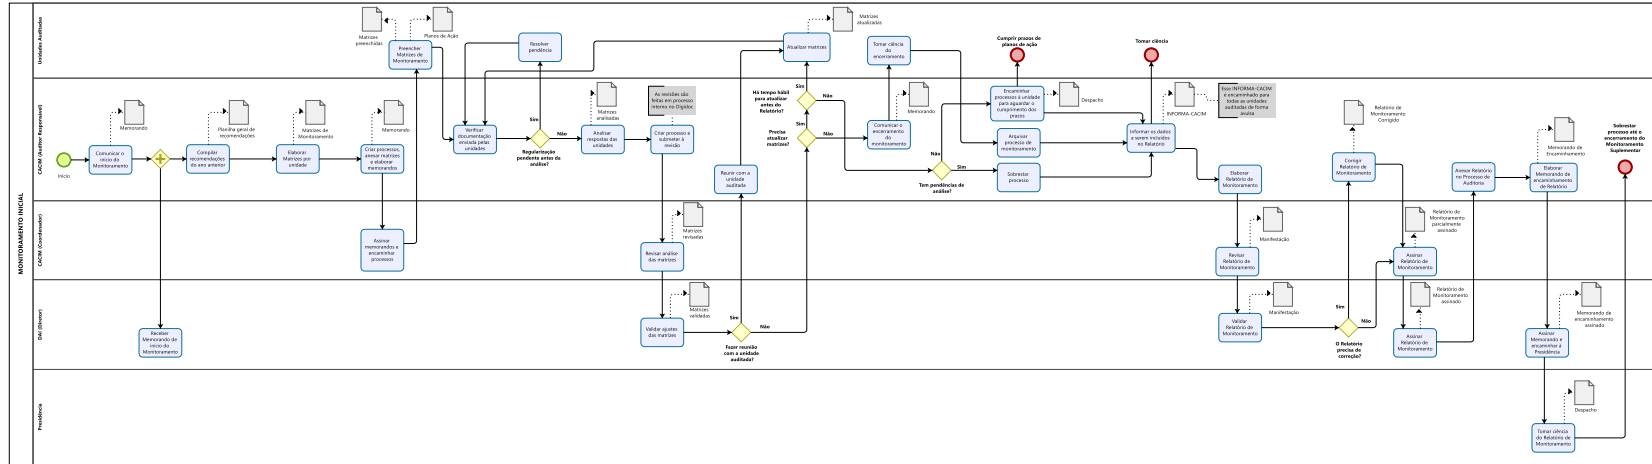 MONITORAMENTO INICIAL
Unidades Auditadas
Matrizes
preenchidas
Planos de Ação
Preencher
Matrizes de
Monitoramento
Resolver
pendência
Matrizes
atualizadas
Atualizar matrizes
Tomar ciência
do
encerramento
Cumprir prazos de
planos de ação
Tomar ciência
CACIM (Auditor Responsável)
Início
Comunicar o
início do
Monitoramento
Memorando
Compilar
recomendações
do ano anterior
Planilha geral de
recomendações
Elaborar
Matrizes por
unidade
Matrizes de
Monitoramento
Criar processos,
anexar matrizes
e elaborar
memorandos
Memorando
Verificar
documentação
enviada pelas
unidades
Sim
Não
Regularização
pendente antes da
análise?
Analisar
respostas das
unidades
Matrizes
analisadas
As revisões são
feitas em processo
interno no Digidoc
Criar processo e
submeter à
revisão
Reunir com a
unidade
auditada
Há tempo hábil
para atualizar
antes do
Relatório?
Sim
Não
Precisa
atualizar
matrizes?
Sim
Não
Comunicar o
encerramento do
monitoramento
Memorando
Não
Sim
Tem pendências de
análise?
Encaminhar
processos à unidade
para aguardar o
cumprimento dos
prazos
Despacho
Arquivar
processo de
monitoramento
Sobrestar
processo
Informar os dados
a serem incluídos
no Relatório
INFORMA-CACIM
Esse INFORMA-CACIM
é encaminhado para
todas as unidades
auditadas de forma
avulsa
Elaborar
Relatório de
Monitoramento
Relatório de
Monitoramento
Corrigido
Corrigir
Relatório de
Monitoramento
Anexar Relatório
no Processo de
Auditoria
Memorando de
Encaminhamento
Elaborar
Memorando de
encaminhamento
de Relatório
Sobrestar
processo até o
encerramento do
Monitoramento
Suplementar
CACIM (Coordenador)
Assinar
memorandos e
encaminhar
processos
Matrizes
revisadas
Revisar análise
das matrizes
Manifestação
Revisar
Relatório de
Monitoramento
Relatório de
Monitoramento
parcialmente
assinado
Assinar
Relatório de
Monitoramento
DAI (Diretor)
Receber
Memorando de
início do
Monitoramento
Matrizes
validadas
Validar ajustes
das matrizes
Sim
Não
Fazer reunião
com a unidade
auditada?
Manifestação
Validar
Relatório de
Monitoramento
Sim
Não
O Relatório
precisa de
correção?
Relatório de
Monitoramento
assinado
Assinar
Relatório de
Monitoramento
Memorando de
encaminhamento
assinado
Assinar
Memorando e
encaminhar à
Presidência
Presidência
Despacho
Tomar ciência
do Relatório de
Monitoramento